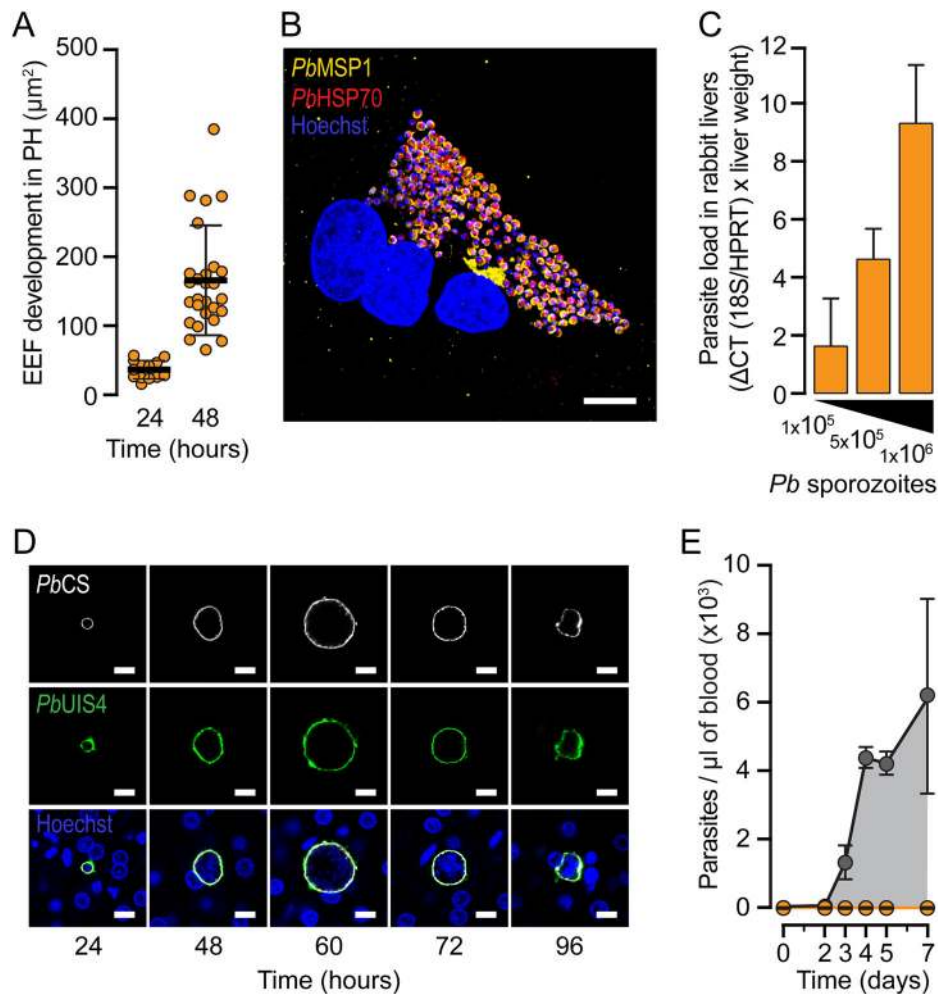 A
EEF development in PH (µm²)
500
400
300
200
100
0
24
48
Time (hours)
B
PbMSP1
PbHSP70
Hoechst
C
Parasite load in rabbit livers
(ΔCT (18S/HPRT) x liver weight)
12
10
8
6
4
2
0
1x10⁵
5x10⁵
1x10⁶
Pb sporozoites
D
PbCS
PbUIS4
Hoechst
24 48 60 72 96
Time (hours)
E
Parasites / µl of blood (x10³)
10
8
6
4
2
0
0 2 3 4 5 7
Time (days)